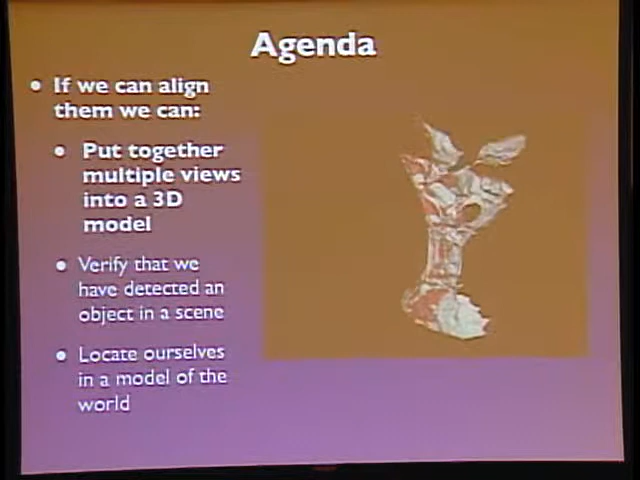 Agenda
If we can align
them we can:
Put together
multiple views
into a 3D
model
Verify that we
have detected an
object in a scene
Locate ourselves
in a model of the
world